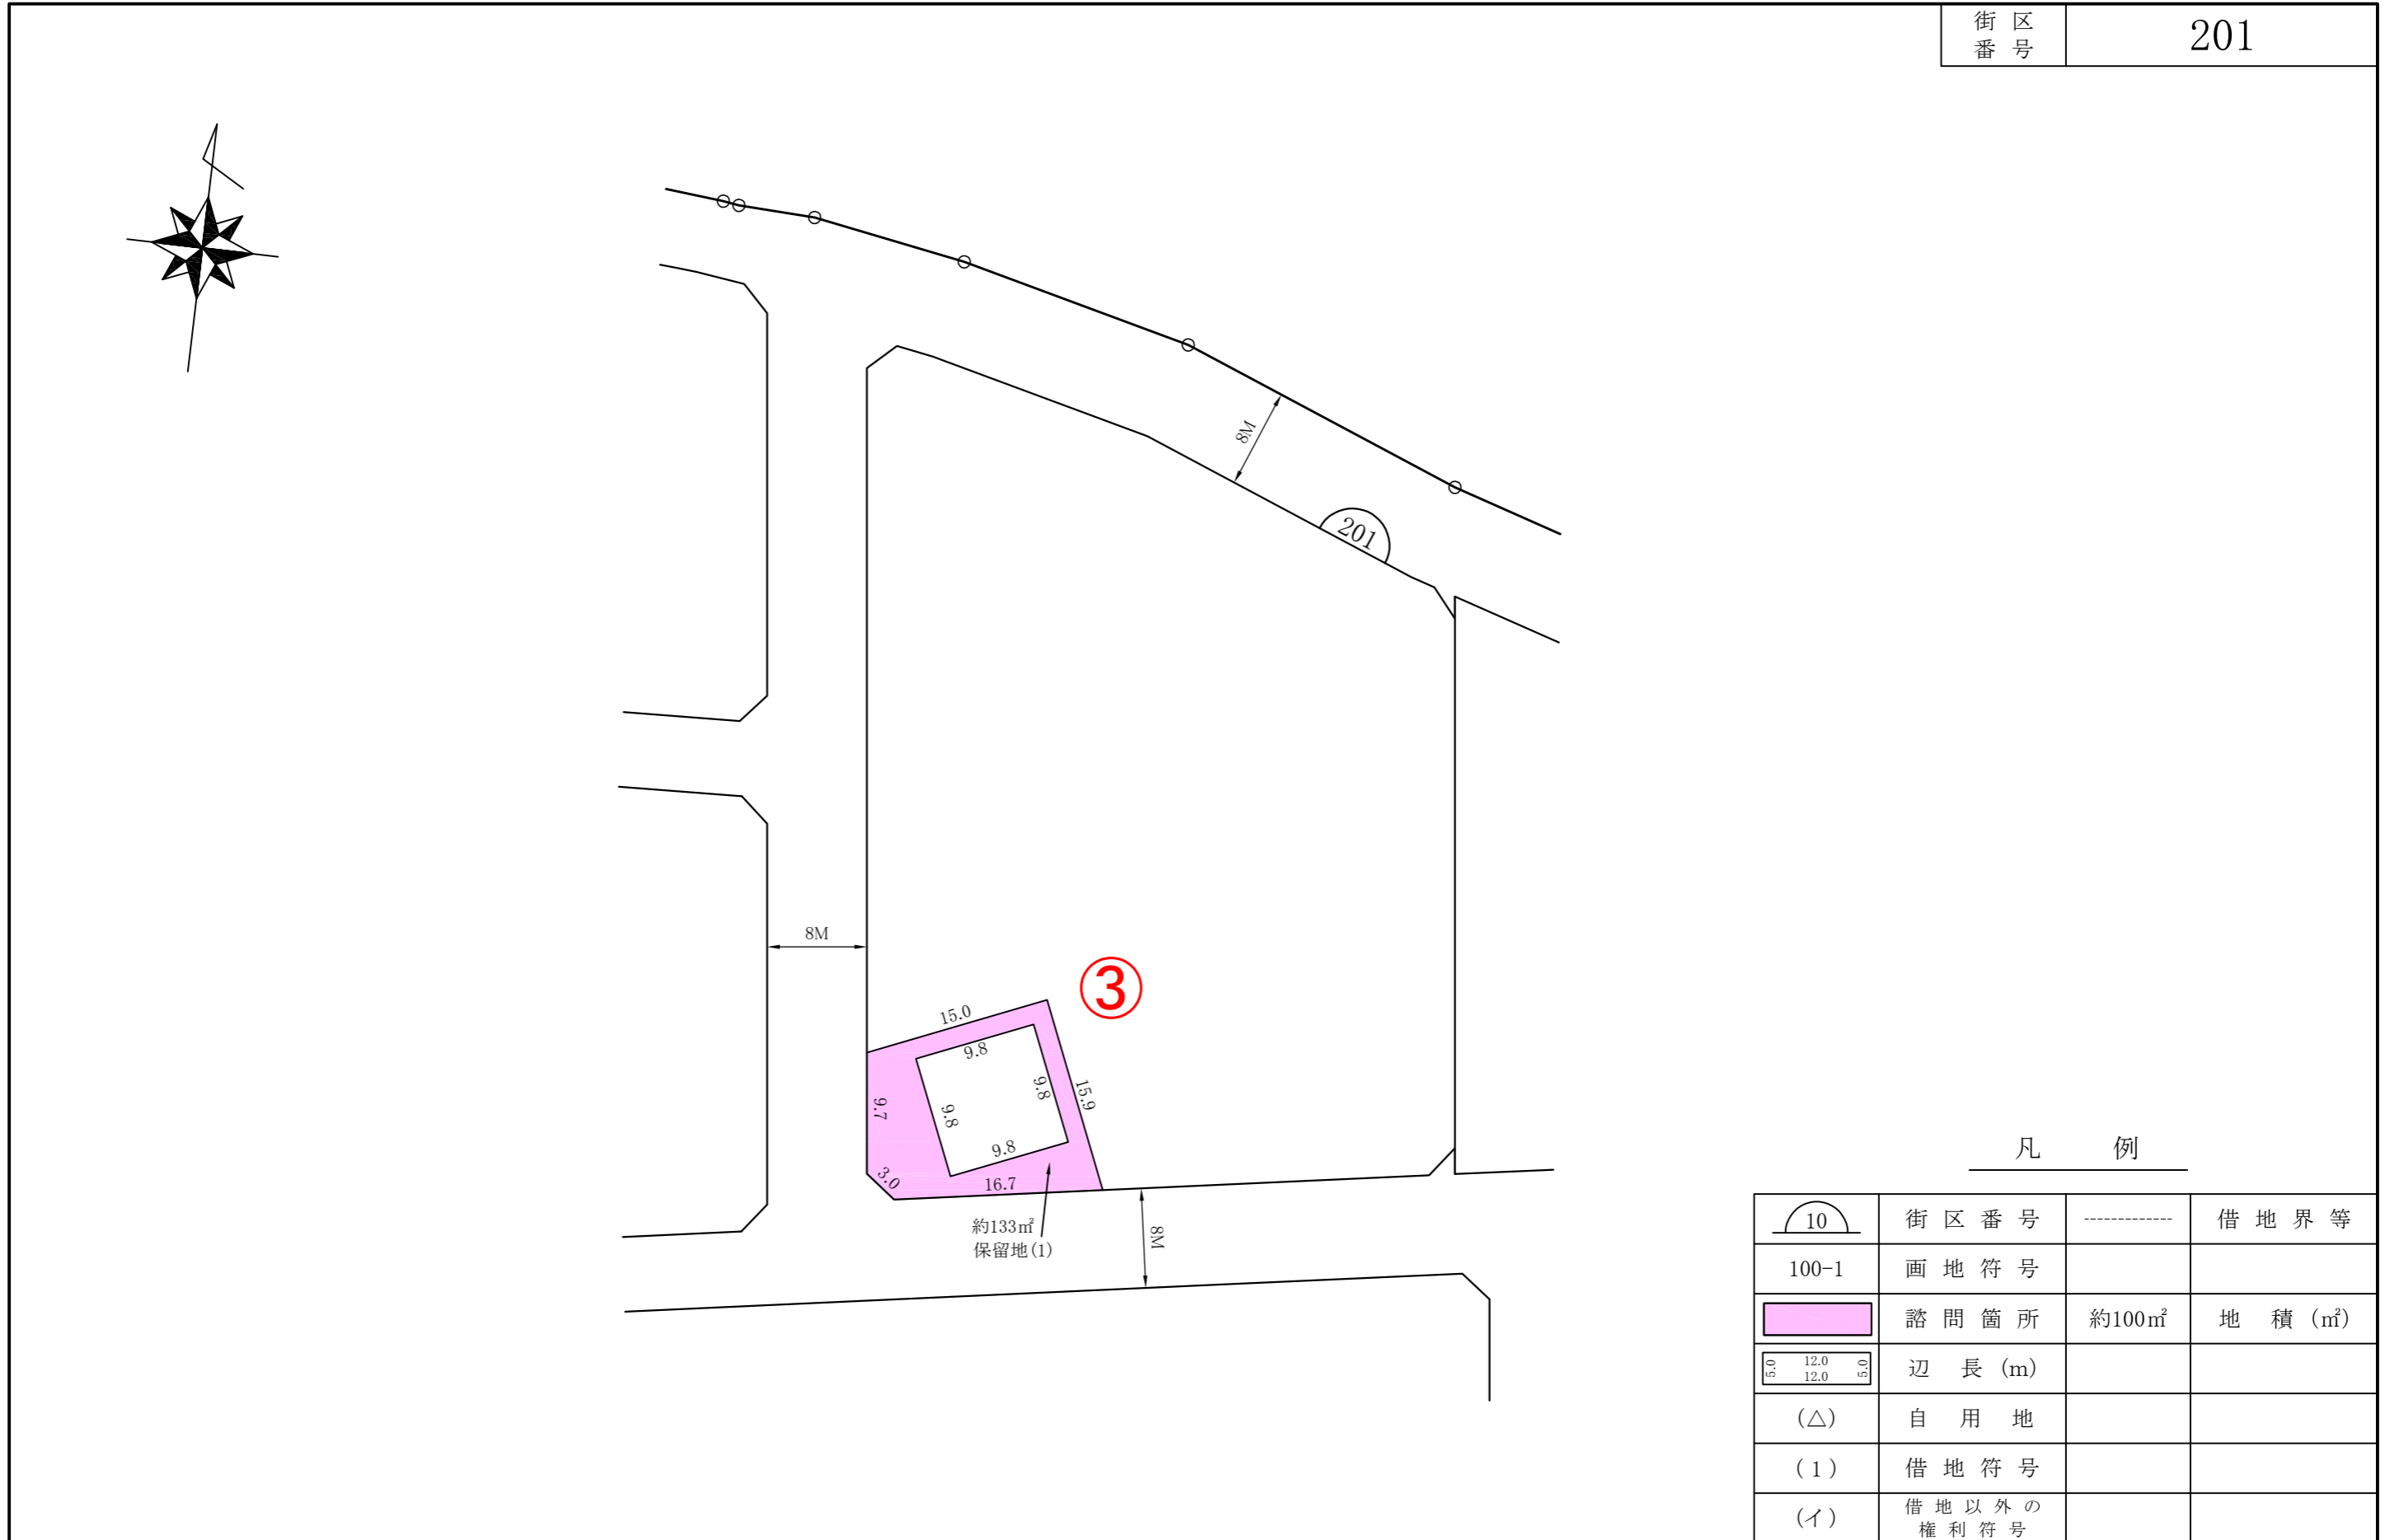 街区
番号
201
8M
201
8M
③
15.0
9.8
9.8
15.9
9.7
9.8
9.8
3.0
16.7
約133㎡
保留地(1)
8M
凡例
10 街区番号 ------------- 借地界等
100-1 画地符号
諮問箇所 約100㎡ 地積(㎡)
5.0 12.0 5.0 辺長(m)
12.0
(△) 自用地
(1) 借地符号
(イ) 借地以外の
権利符号